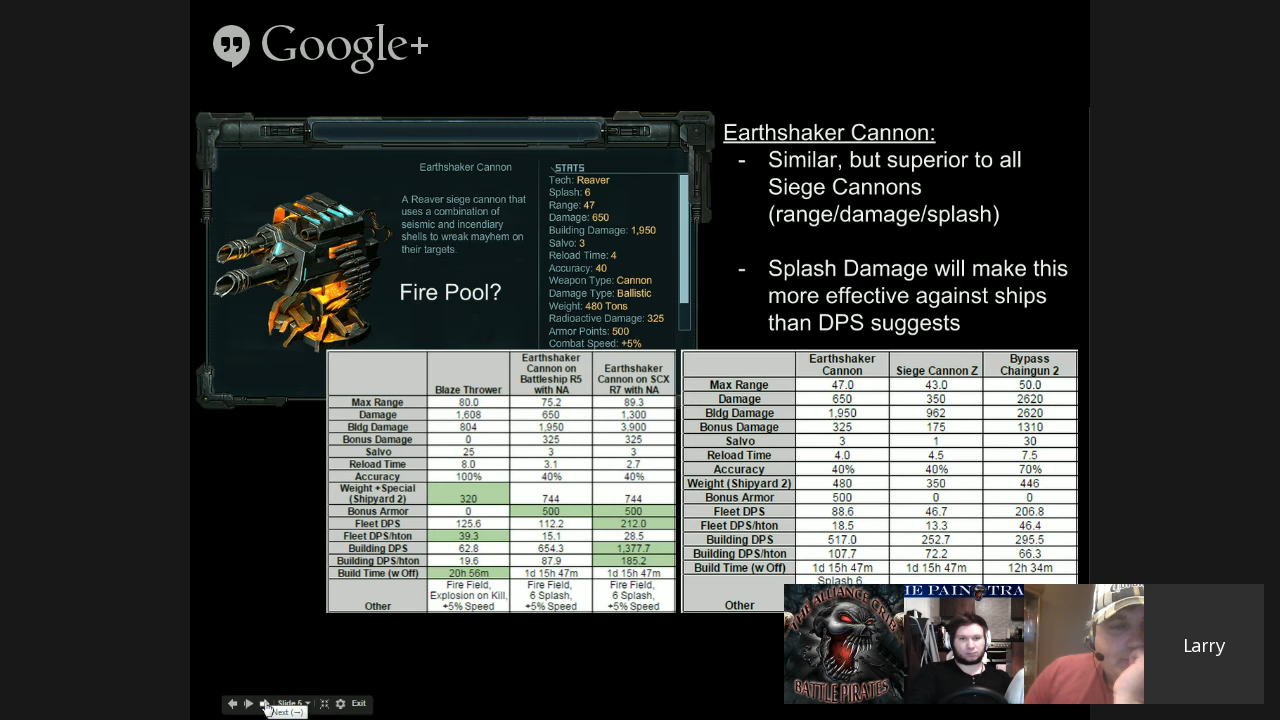 Google+
Earthshaker Cannon
A Reaver siege cannon that
uses a combination of
seismic and incendiary
shells to wreak mayhem on
their targets.
Fire Pool?
STATS
Tech: Reaver
Splash: 6
Range: 47
Damage: 650
Building Damage: 1,950
Salvo: 3
Reload Time: 4
Accuracy: 40
Weapon Type: Cannon
Damage Type: Ballistic
Weight: 480 Tons
Radioactive Damage: 325
Armor Points: 500
Combat Speed: +5%
Earthshaker Cannon:
- Similar, but superior to all
Siege Cannons
(range/damage/splash)
- Splash Damage will make this
more effective against ships
than DPS suggests
Blaze Thrower
Earthshaker
Cannon on
Battleship R5
with NA
Earthshaker
Cannon on SCX
R7 with NA
Max Range 80.0 75.2 89.3
Damage 1,608 650 1,300
Bldg Damage 804 1,950 3,900
Bonus Damage 0 325 325
Salvo 25 3 3
Reload Time 8.0 3.1 2.7
Accuracy 100% 40% 40%
Weight +Special
(Shipyard 2) 320 744 744
Bonus Armor 0 500 500
Fleet DPS 125.6 112.2 212.0
Fleet DPS/hton 39.3 15.1 28.5
Building DPS 62.8 654.3 1,377.7
Building DPS/hton 19.6 87.9 185.2
Build Time (w Off) 20h 56m 1d 15h 47m 1d 15h 47m
Other
Fire Field,
Explosion on Kill,
+5% Speed
Fire Field,
6 Splash,
+5% Speed
Fire Field,
6 Splash,
+5% Speed
Earthshaker
Cannon
Siege Cannon Z
Bypass
Chaingun 2
Max Range 47.0 43.0 50.0
Damage 650 350 2620
Bldg Damage 1,950 962 2620
Bonus Damage 325 175 1310
Salvo 3 1 30
Reload Time 4.0 4.5 7.5
Accuracy 40% 40% 70%
Weight (Shipyard 2) 480 350 446
Bonus Armor 500 0 0
Fleet DPS 88.6 46.7 206.8
Fleet DPS/hton 18.5 13.3 46.4
Building DPS 517.0 252.7 295.5
Building DPS/hton 107.7 72.2 66.3
Build Time (w Off) 1d 15h 47m 1d 15h 47m 12h 34m
Other
Splash 6
THE ALLIANCE
BATTLE PIRATES
IE PAIN TRA
Larry
Slide 6
Exit
Next (→)